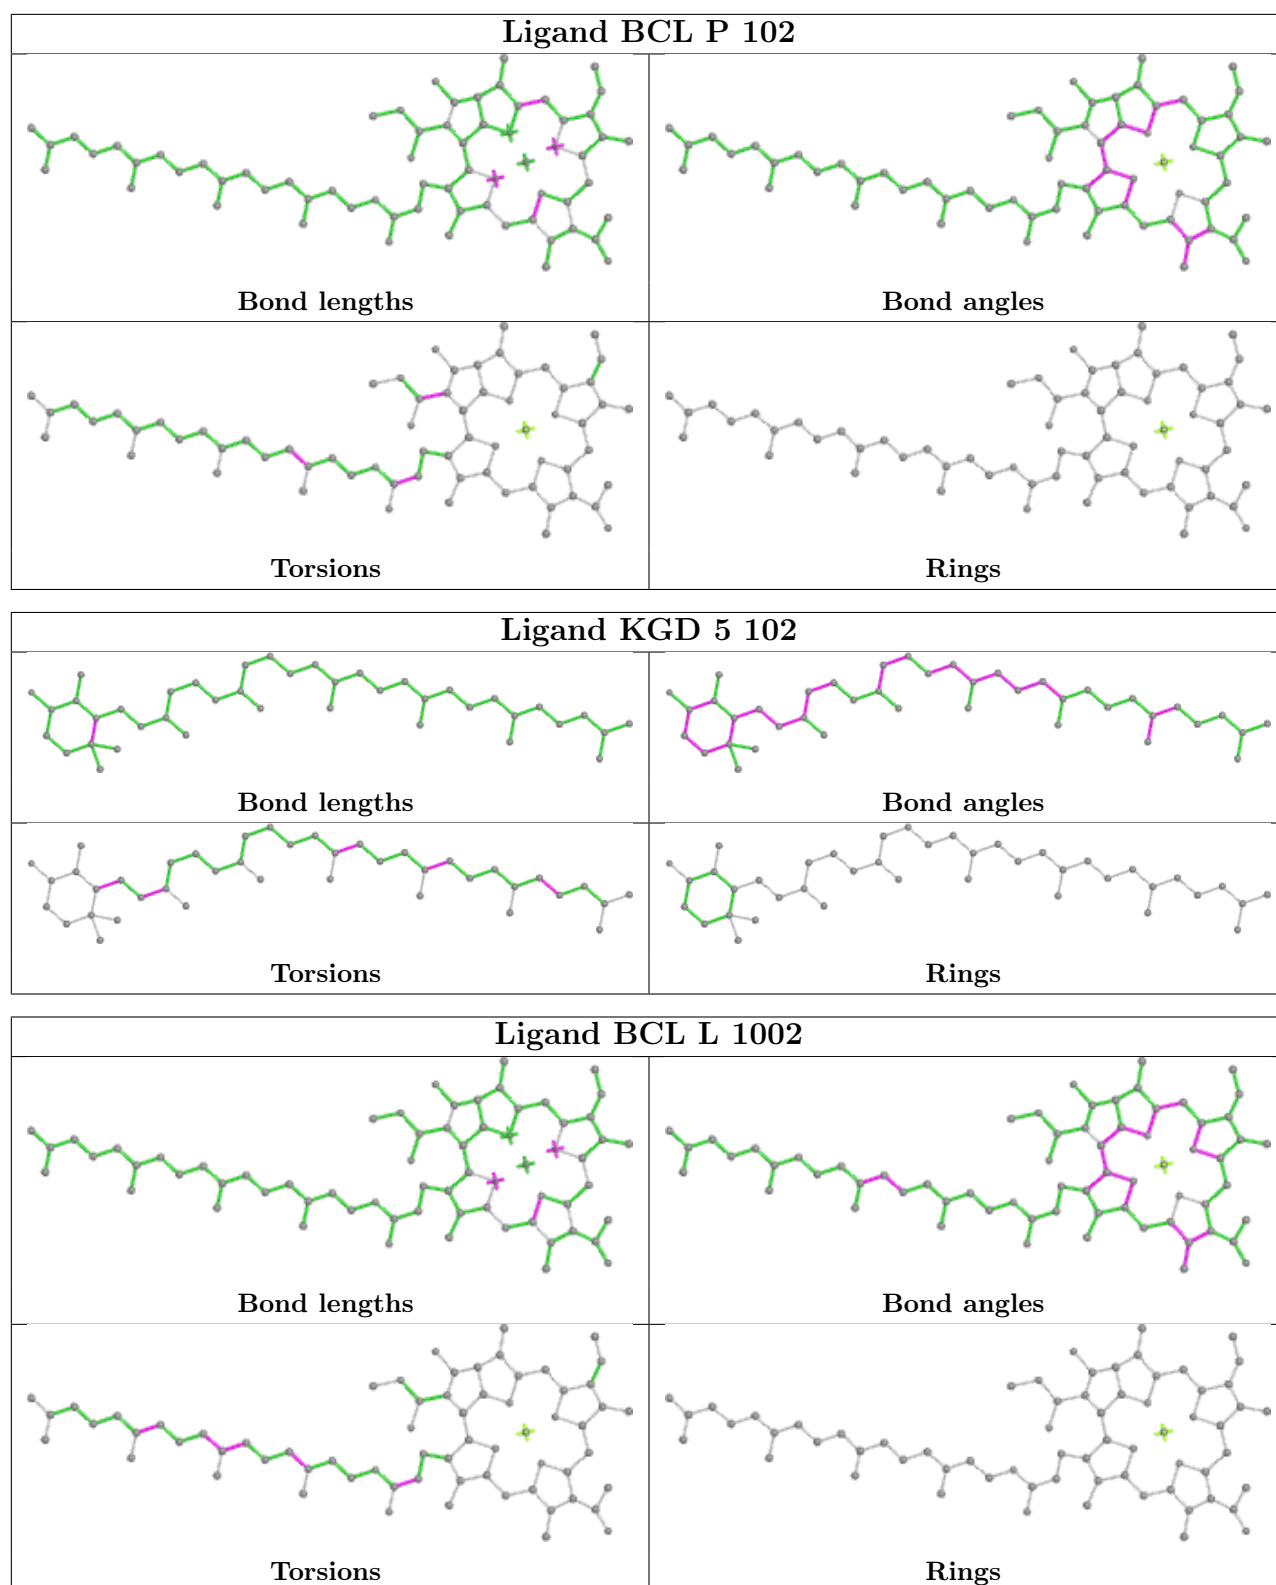 Ligand BCL P 102
Bond lengths
Bond angles
Torsions
Rings
Ligand KGD 5 102
Bond lengths
Bond angles
Torsions
Rings
Ligand BCL L 1002
Bond lengths
Bond angles
Torsions
Rings